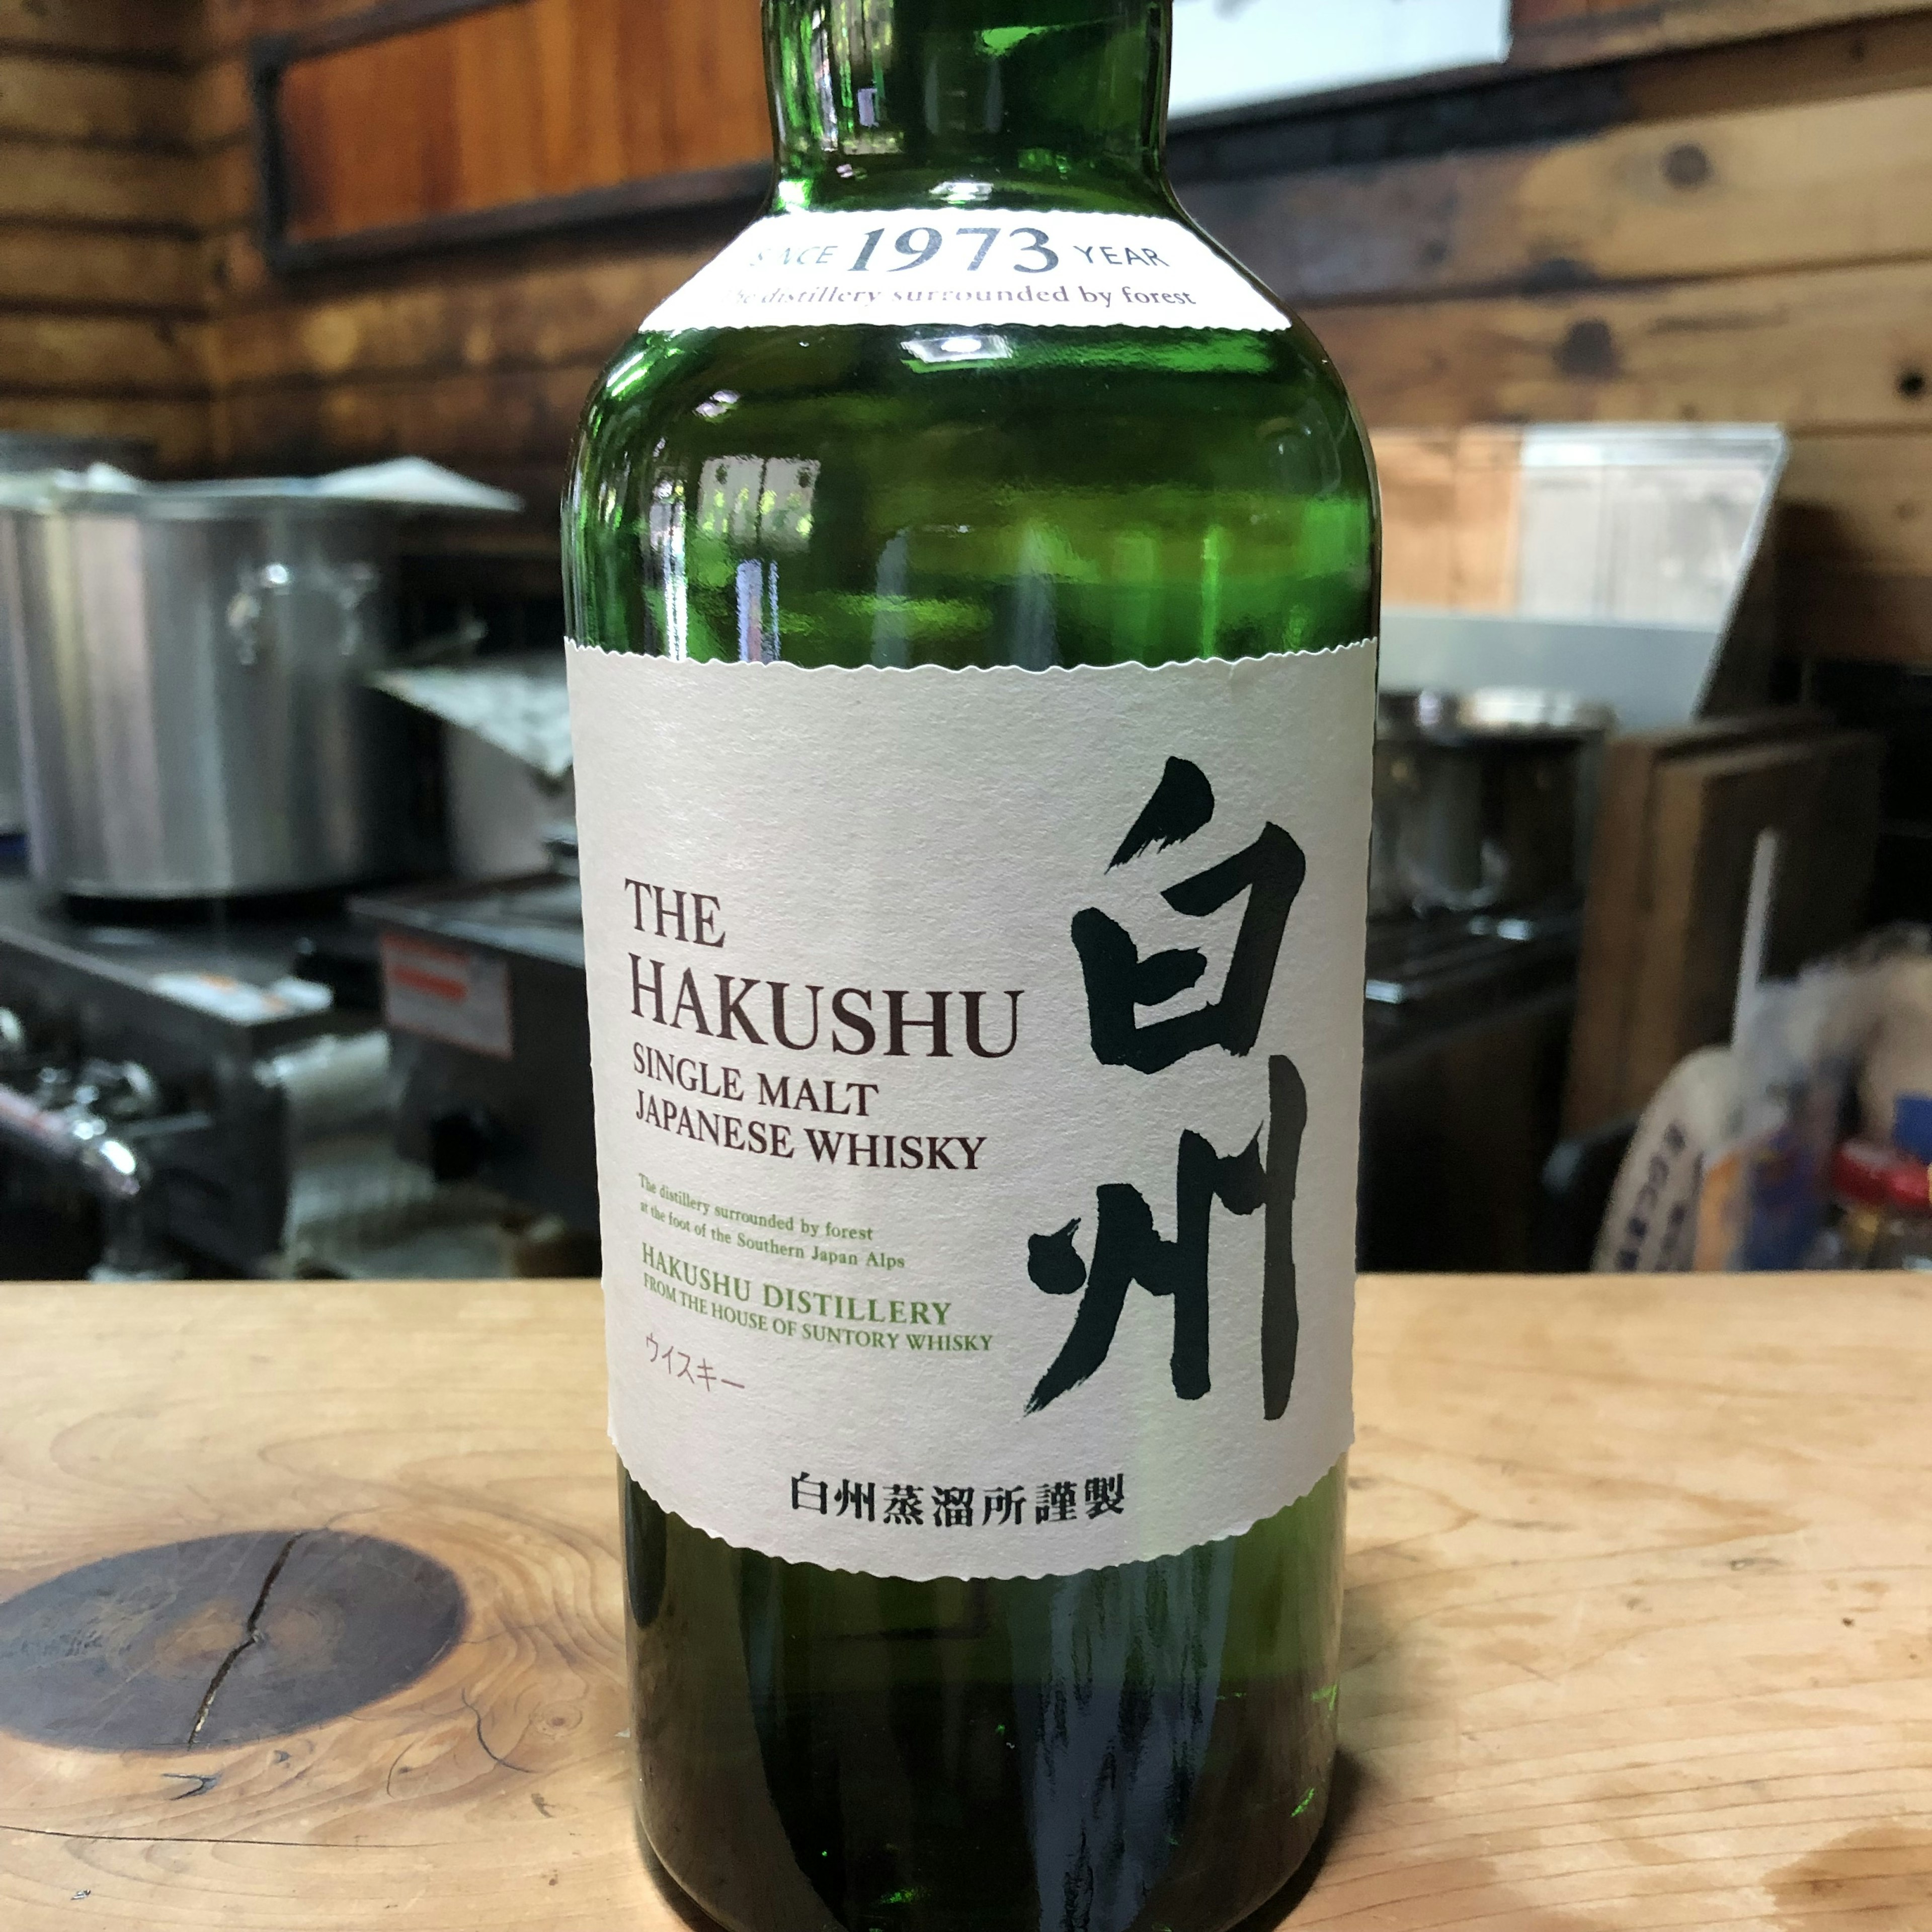 SINCE 1973 YEAR
The distillery surrounded by forest
THE
HAKUSHU
SINGLE MALT
JAPANESE WHISKY
The distillery surrounded by forest
at the foot of the Southern Japan Alps
HAKUSHU DISTILLERY
FROM THE HOUSE OF SUNTORY WHISKY
ウイスキー
白州
白州蒸溜所謹製